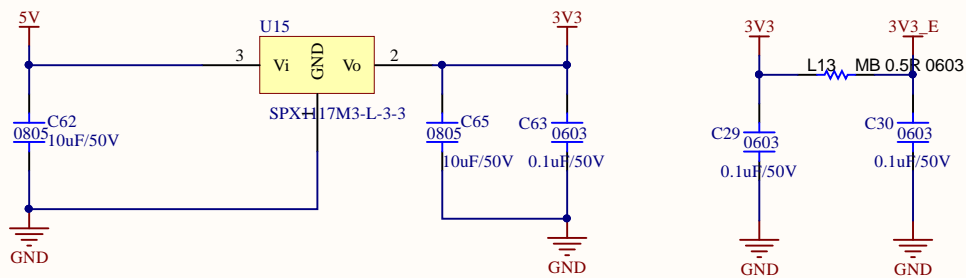 5V
U15
3V3
3V3
3V3_E
3
Vi
GND
Vo
2
L13
MB 0.5R 0603
SPX1117M3-L-3-3
C62
0805
10uF/50V
C65
0805
10uF/50V
C63
0603
0.1uF/50V
C29
0603
0.1uF/50V
C30
0603
0.1uF/50V
1
GND
GND
GND
GND